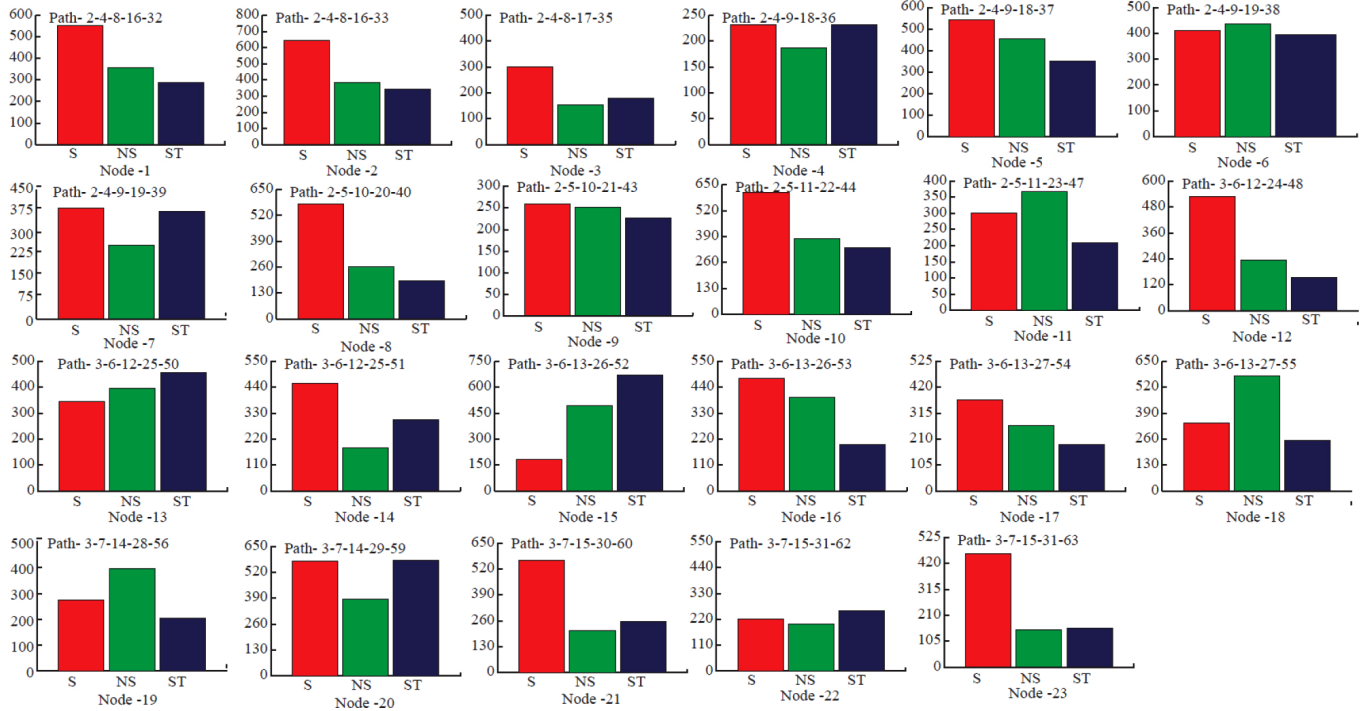 Path- 2-4-8-16-32
600
500
400
300
200
100
0
S NS ST
Node -1
Path- 2-4-8-16-33
800
700
600
500
400
300
200
100
0
S NS ST
Node -2
Path- 2-4-8-17-35
500
400
300
200
100
0
S NS ST
Node -3
Path- 2-4-9-18-36
250
200
150
100
50
0
S NS ST
Node -4
Path- 2-4-9-18-37
600
500
400
300
200
100
0
S NS ST
Node -5
Path- 2-4-9-19-38
500
400
300
200
100
0
S NS ST
Node -6
Path- 2-4-9-19-39
450
375
300
225
150
75
0
S NS ST
Node -7
Path- 2-5-10-20-40
650
520
390
260
130
0
S NS ST
Node -8
Path- 2-5-10-21-43
300
250
200
150
100
50
0
S NS ST
Node -9
Path- 2-5-11-22-44
650
520
390
260
130
0
S NS ST
Node -10
Path- 2-5-11-23-47
400
350
300
250
200
150
100
50
0
S NS ST
Node -11
Path- 3-6-12-24-48
600
480
360
240
120
0
S NS ST
Node -12
Path- 3-6-12-25-50
500
400
300
200
100
0
S NS ST
Node -13
Path- 3-6-12-25-51
550
440
330
220
110
0
S NS ST
Node -14
Path- 3-6-13-26-52
750
600
450
300
150
0
S NS ST
Node -15
Path- 3-6-13-26-53
550
440
330
220
110
0
S NS ST
Node -16
Path- 3-6-13-27-54
525
420
315
210
105
0
S NS ST
Node -17
Path- 3-6-13-27-55
650
520
390
260
130
0
S NS ST
Node -18
Path- 3-7-14-28-56
500
400
300
200
100
0
S NS ST
Node -19
Path- 3-7-14-29-59
650
520
390
260
130
0
S NS ST
Node -20
Path- 3-7-15-30-60
650
520
390
260
130
0
S NS ST
Node -21
Path- 3-7-15-31-62
550
440
330
220
110
0
S NS ST
Node -22
Path- 3-7-15-31-63
525
420
315
210
105
0
S NS ST
Node -23